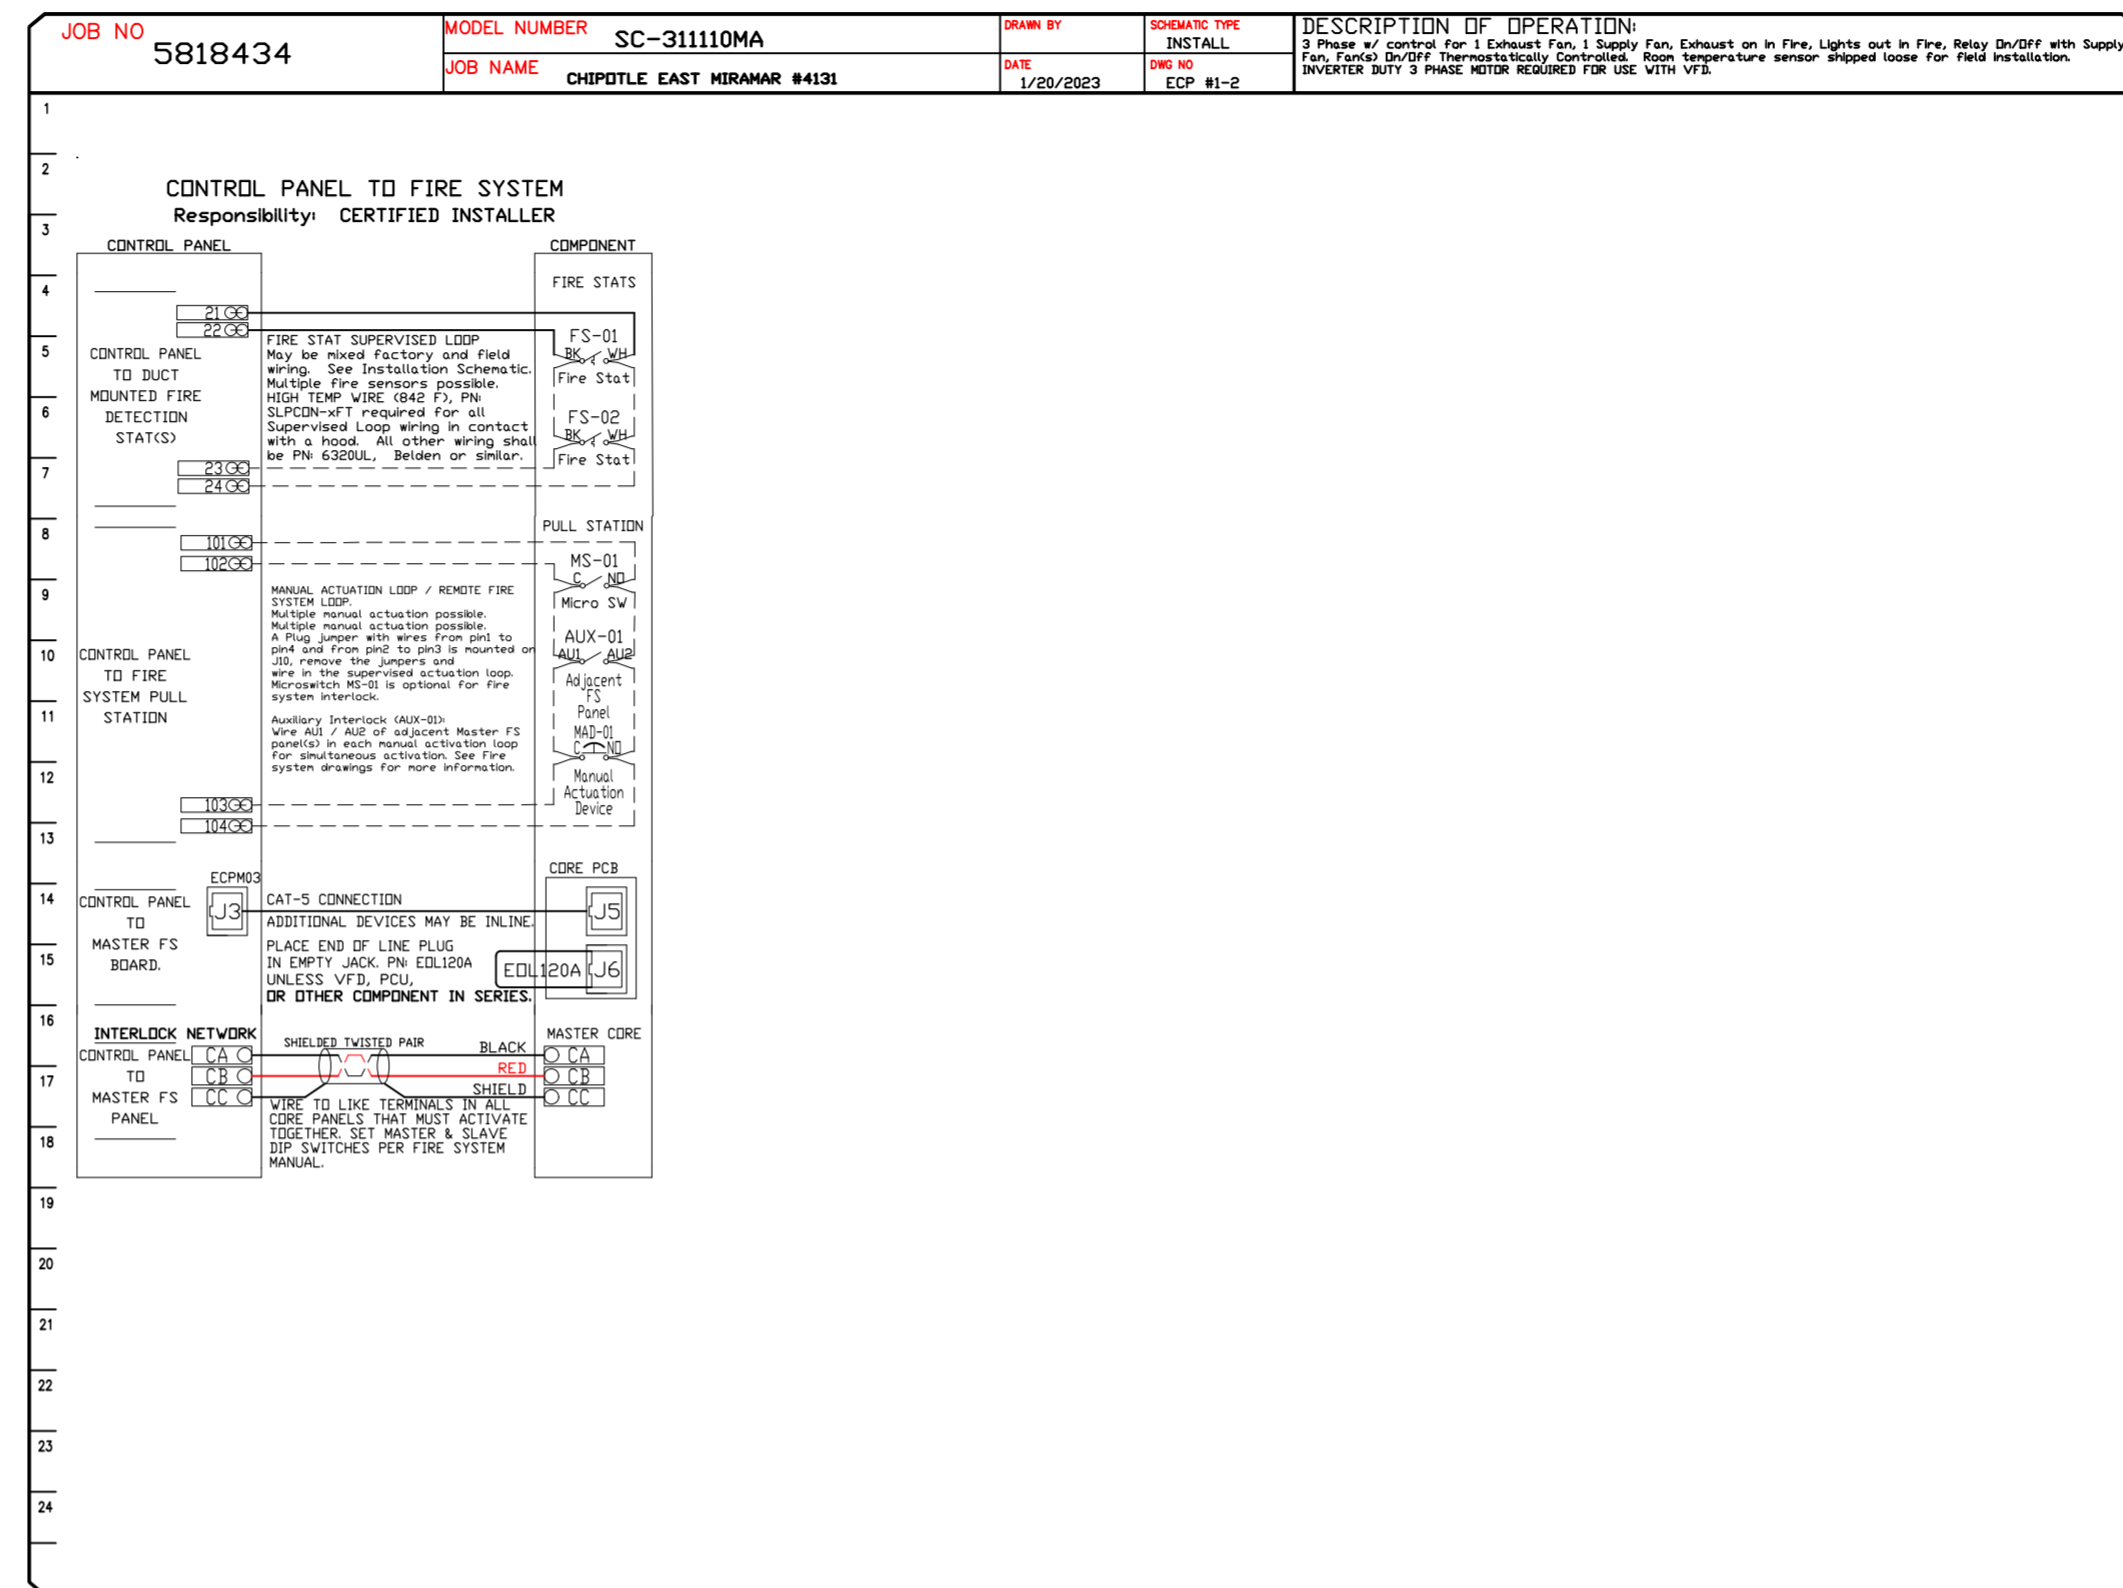 JOB NO
5818434
MODEL NUMBER
SC-311110MA
JOB NAME
CHIPOTLE EAST MIRAMAR #4131
DRAWN BY
DATE
1/20/2023
SCHEMATIC TYPE
INSTALL
DWG NO
ECP #1-2
DESCRIPTION OF OPERATION:
3 Phase w/ control for 1 Exhaust Fan, 1 Supply Fan, Exhaust on in Fire, Lights out in Fire, Relay On/Off with Supply
Fan, Fan(s) On/Off Thermostatically Controlled. Room temperature sensor shipped loose for field installation.
INVERTER DUTY 3 PHASE MOTOR REQUIRED FOR USE WITH VFD.
1
2
3
4
5
6
7
8
9
10
11
12
13
14
15
16
17
18
19
20
21
22
23
24
CONTROL PANEL TO FIRE SYSTEM
Responsibility: CERTIFIED INSTALLER
CONTROL PANEL
COMPONENT
21
22
CONTROL PANEL
TO DUCT
MOUNTED FIRE
DETECTION
STAT(S)
23
24
FIRE STAT SUPERVISED LOOP
May be mixed factory and field
wiring. See Installation Schematic.
Multiple fire sensors possible.
HIGH TEMP WIRE (842 F), PN:
SLPCON-xFT required for all
Supervised Loop wiring in contact
with a hood. All other wiring shall
be PN: 6320UL, Belden or similar.
FIRE STATS
FS-01
BK WH
Fire Stat
FS-02
BK WH
Fire Stat
101
102
CONTROL PANEL
TO FIRE
SYSTEM PULL
STATION
103
104
MANUAL ACTUATION LOOP / REMOTE FIRE
SYSTEM LOOP.
Multiple manual actuation possible.
Multiple manual actuation possible.
A Plug jumper with wires from pin1 to
pin4 and from pin2 to pin3 is mounted on
J10, remove the jumpers and
wire in the supervised actuation loop.
Microswitch MS-01 is optional for fire
system interlock.
Auxiliary Interlock (AUX-01):
Wire AU1 / AU2 of adjacent Master FS
panel(s) in each manual activation loop
for simultaneous activation. See Fire
system drawings for more information.
PULL STATION
MS-01
C NO
Micro SW
AUX-01
AU1 AU2
Adjacent
FS
Panel
MAD-01
C NO
Manual
Actuation
Device
ECPM03
J3
CONTROL PANEL
TO
MASTER FS
BOARD.
CAT-5 CONNECTION
ADDITIONAL DEVICES MAY BE INLINE.
PLACE END OF LINE PLUG
IN EMPTY JACK. PN: EOL120A
UNLESS VFD, PCU,
OR OTHER COMPONENT IN SERIES.
CORE PCB
J5
EOL120A J6
INTERLOCK NETWORK
CONTROL PANEL
TO
MASTER FS
PANEL
CA
CB
CC
SHIELDED TWISTED PAIR
BLACK
RED
SHIELD
MASTER CORE
CA
CB
CC
WIRE TO LIKE TERMINALS IN ALL
CORE PANELS THAT MUST ACTIVATE
TOGETHER. SET MASTER & SLAVE
DIP SWITCHES PER FIRE SYSTEM
MANUAL.